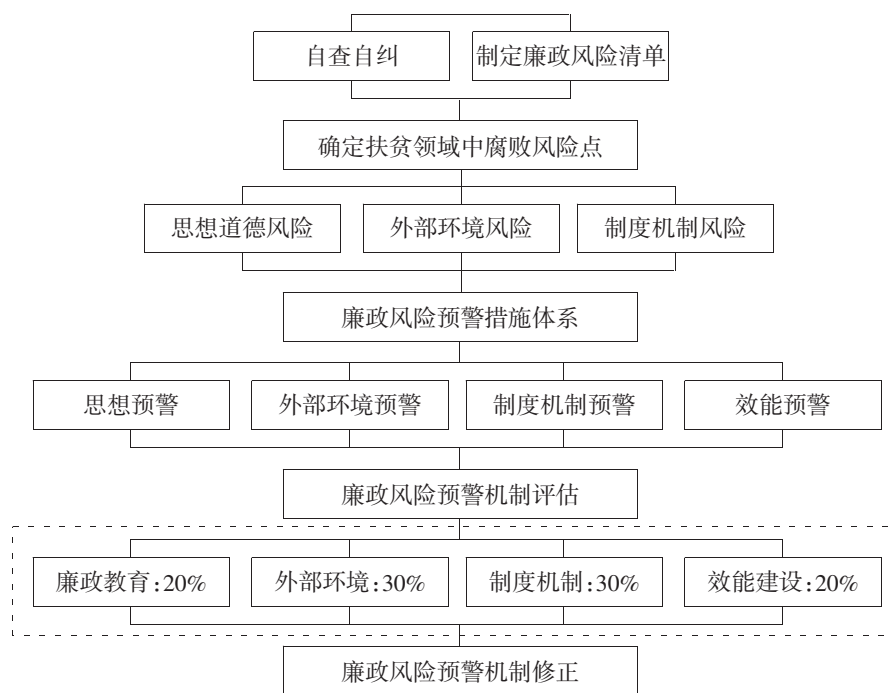 自查自纠
制定廉政风险清单
确定扶贫领域中腐败风险点
思想道德风险
外部环境风险
制度机制风险
廉政风险预警措施体系
思想预警
外部环境预警
制度机制预警
效能预警
廉政风险预警机制评估
廉政教育:20%
外部环境:30%
制度机制:30%
效能建设:20%
廉政风险预警机制修正